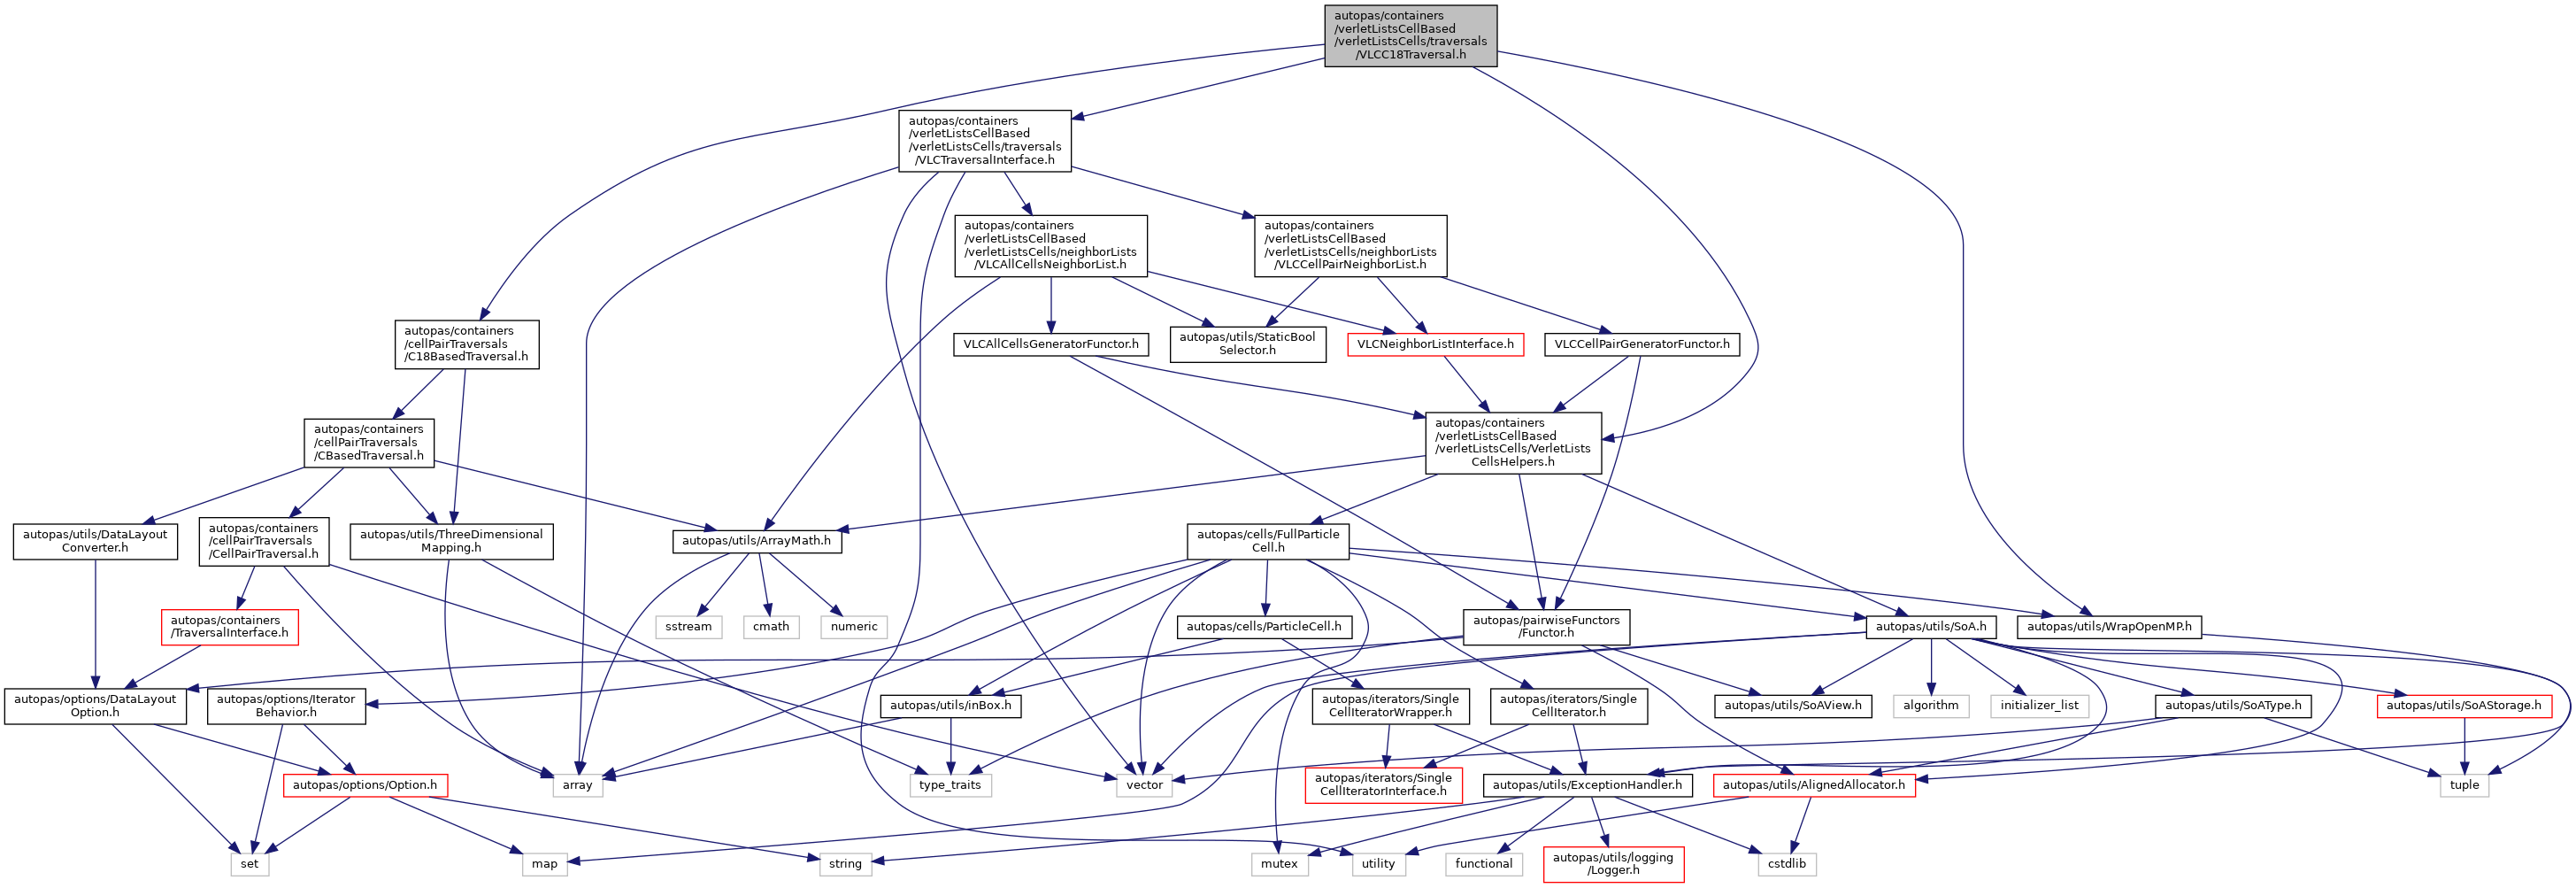 autopas/containers
/verletListsCellBased
/verletListsCells/traversals
/VLCC18Traversal.h
autopas/containers
/verletListsCellBased
/verletListsCells/traversals
/VLCTraversalInterface.h
autopas/containers
/verletListsCellBased
/verletListsCells/neighborLists
/VLCAllCellsNeighborList.h
autopas/containers
/verletListsCellBased
/verletListsCells/neighborLists
/VLCCellPairNeighborList.h
autopas/containers
/cellPairTraversals
/C18BasedTraversal.h
VLCAllCellsGeneratorFunctor.h
autopas/utils/StaticBool
Selector.h
VLCNeighborListInterface.h
VLCCellPairGeneratorFunctor.h
autopas/containers
/cellPairTraversals
/CBasedTraversal.h
autopas/containers
/verletListsCellBased
/verletListsCells/VerletLists
CellsHelpers.h
autopas/utils/DataLayout
Converter.h
autopas/containers
/cellPairTraversals
/CellPairTraversal.h
autopas/utils/ThreeDimensional
Mapping.h
autopas/utils/ArrayMath.h
autopas/cells/FullParticle
Cell.h
autopas/containers
/TraversalInterface.h
sstream
cmath
numeric
autopas/cells/ParticleCell.h
autopas/pairwiseFunctors
/Functor.h
autopas/utils/SoA.h
autopas/utils/WrapOpenMP.h
autopas/options/DataLayout
Option.h
autopas/options/Iterator
Behavior.h
autopas/utils/inBox.h
autopas/iterators/Single
CellIteratorWrapper.h
autopas/iterators/Single
CellIterator.h
autopas/utils/SoAView.h
algorithm
initializer_list
autopas/utils/SoAType.h
autopas/utils/SoAStorage.h
autopas/options/Option.h
array
type_traits
vector
autopas/iterators/Single
CellIteratorInterface.h
autopas/utils/ExceptionHandler.h
autopas/utils/AlignedAllocator.h
tuple
set
map
string
mutex
utility
functional
autopas/utils/logging
/Logger.h
cstdlib